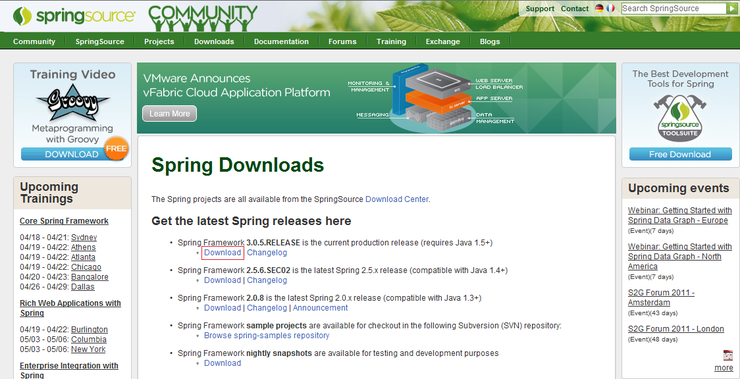 springsource COMMUNITY
Support Contact Search SpringSource
Community SpringSource Projects Downloads Documentation Forums Training Exchange Blogs
Training Video
Groovy
Metaprogramming
with Groovy
DOWNLOAD FREE
Upcoming
Trainings
Core Spring Framework
04/18 - 04/21: Sydney
04/19 - 04/22: Athens
04/19 - 04/22: Atlanta
04/19 - 04/22: Chicago
04/20 - 04/23: Bangalore
04/26 - 04/29: Dallas
Rich Web Applications with
Spring
04/19 - 04/22: Burlington
05/03 - 05/06: Columbia
05/03 - 05/06: New York
Enterprise Integration with
Spring
VMware Announces
vFabric Cloud Application Platform
Learn More
MONITORING &
MANAGEMENT
MESSAGING
WEB SERVER
LOAD BALANCER
APP SERVER
DATA
MANAGEMENT
Spring Downloads
The Spring projects are all available from the SpringSource Download Center.
Get the latest Spring releases here
• Spring Framework 3.0.5.RELEASE is the current production release (requires Java 1.5+)
◦ Download Changelog
• Spring Framework 2.5.6.SEC02 is the latest Spring 2.5.x release (compatible with Java 1.4+)
◦ Download | Changelog
• Spring Framework 2.0.8 is the latest Spring 2.0.x release (compatible with Java 1.3+)
◦ Download | Changelog | Announcement
• Spring Framework sample projects are available for checkout in the following Subversion (SVN) repository:
◦ Browse spring-samples repository
• Spring Framework nightly snapshots are available for testing and development purposes
◦ Download
The Best Development
Tools for Spring
springsource
TOOLSUITE
Free Download
Upcoming events
Webinar: Getting Started with
Spring Data Graph - Europe
(Event)(7 days)
Webinar: Getting Started with
Spring Data Graph - North
America
(Event)(7 days)
S2G Forum 2011 -
Amsterdam
(Event)(43 days)
S2G Forum 2011 - London
(Event)(48 days)
more